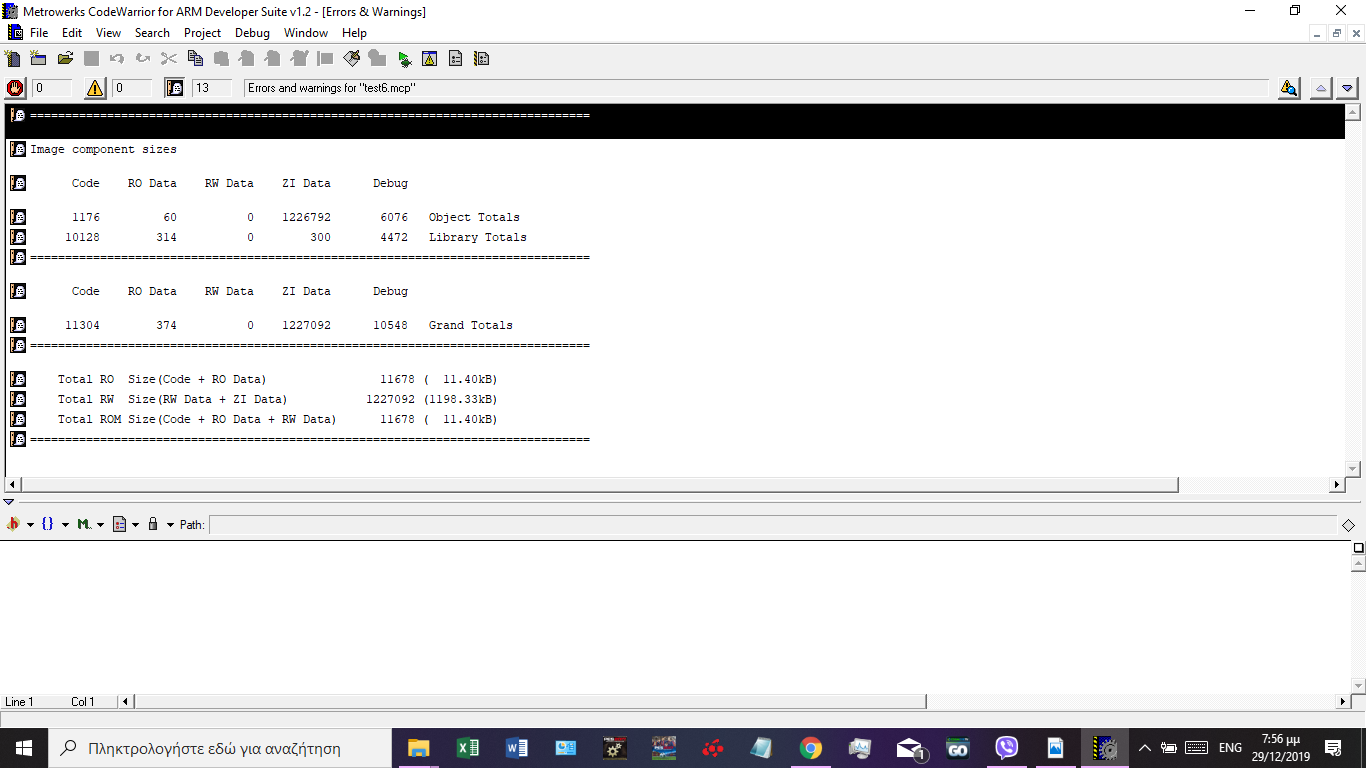 Metrowerks CodeWarrior for ARM Developer Suite v1.2 - [Errors & Warnings]
File Edit View Search Project Debug Window Help
0 0 13 Errors and warnings for "test6.mcp"
================================================================================
Image component sizes
Code RO Data RW Data ZI Data Debug
1176 60 0 1226792 6076 Object Totals
10128 314 0 300 4472 Library Totals
================================================================================
Code RO Data RW Data ZI Data Debug
11304 374 0 1227092 10548 Grand Totals
================================================================================
Total RO Size(Code + RO Data) 11678 ( 11.40kB)
Total RW Size(RW Data + ZI Data) 1227092 (1198.33kB)
Total ROM Size(Code + RO Data + RW Data) 11678 ( 11.40kB)
================================================================================
h {} M. Path:
Line 1 Col 1
Πληκτρολογήστε εδώ για αναζήτηση
1
GO
ENG
7:56 μμ
29/12/2019